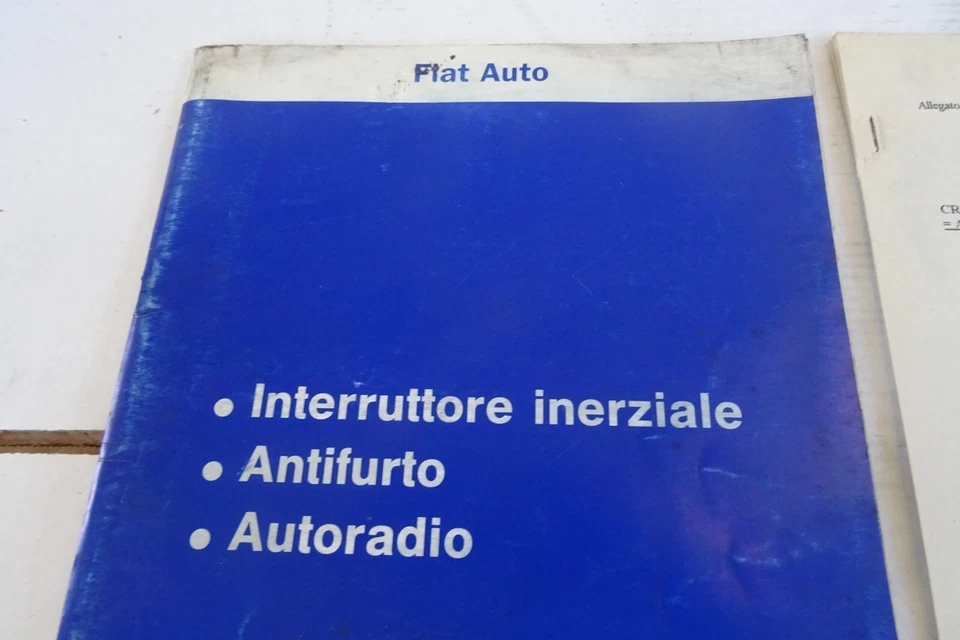 Fiat Auto
• Interruttore inerziale
• Antifurto
• Autoradio
Allegato